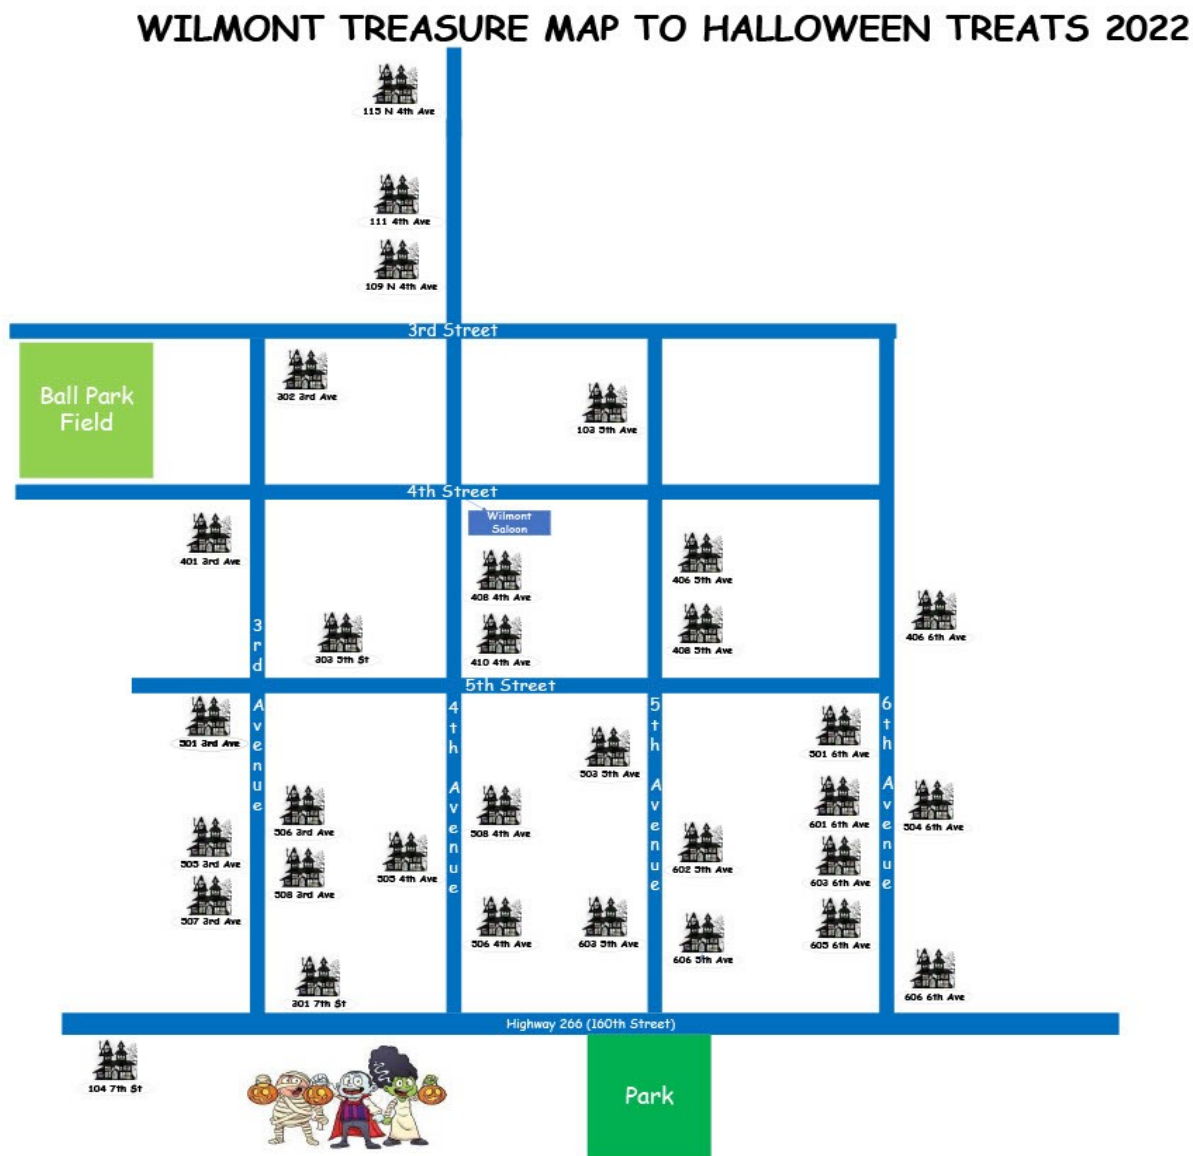 WILMONT TREASURE MAP TO HALLOWEEN TREATS 2022
115 N 4th Ave
111 4th Ave
109 N 4th Ave
3rd Street
Ball Park
Field
302 3rd Ave
103 5th Ave
4th Street
Wilmont
Saloon
401 3rd Ave
408 4th Ave
406 5th Ave
406 6th Ave
303 5th St
410 4th Ave
408 5th Ave
5th Street
3rd Avenue
4th Avenue
5th Avenue
6th Avenue
501 3rd Ave
503 5th Ave
501 6th Ave
506 3rd Ave
508 4th Ave
601 6th Ave
504 6th Ave
505 3rd Ave
505 4th Ave
602 5th Ave
508 3rd Ave
603 6th Ave
507 3rd Ave
506 4th Ave
603 5th Ave
606 5th Ave
605 6th Ave
301 7th St
606 6th Ave
Highway 266 (160th Street)
104 7th St
Park